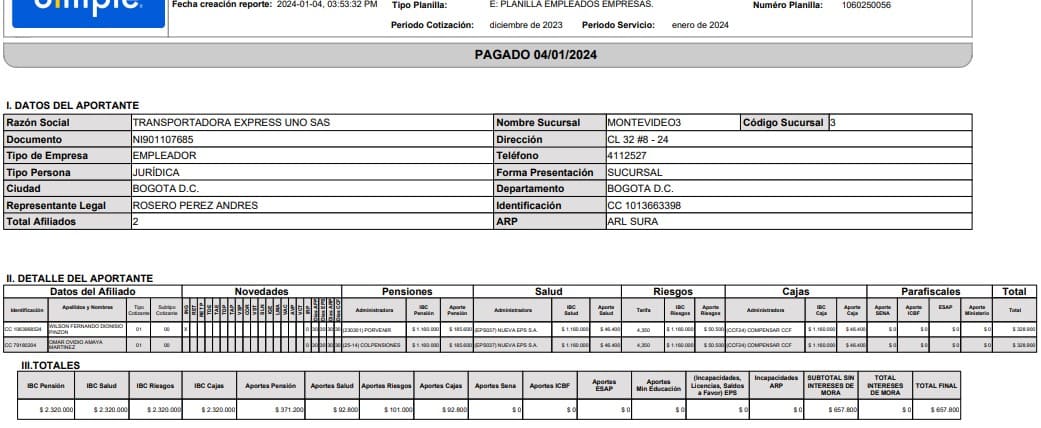 Fecha creación reporte: 2024-01-04, 03:53:32 PM Tipo Planilla: E: PLANILLA EMPLEADOS EMPRESAS. Numéro Planilla: 1060250056
Periodo Cotización: diciembre de 2023 Periodo Servicio: enero de 2024
PAGADO 04/01/2024
I. DATOS DEL APORTANTE
Razón Social TRANSPORTADORA EXPRESS UNO SAS Nombre Sucursal MONTEVIDEO3 Código Sucursal 3
Documento NI901107685 Dirección CL 32 #8 - 24
Tipo de Empresa EMPLEADOR Teléfono 4112527
Tipo Persona JURÍDICA Forma Presentación SUCURSAL
Ciudad BOGOTA D.C. Departamento BOGOTA D.C.
Representante Legal ROSERO PEREZ ANDRES Identificación CC 1013663398
Total Afiliados 2 ARP ARL SURA
II. DETALLE DEL APORTANTE
Datos del Afiliado Novedades Pensiones Salud Riesgos Cajas Parafiscales Total
Identificación Apellidos y Nombres Tipo Cotizante Subtipo Cotizante Administradora IBC Pensión Aporte Pensión Administradora IBC Salud Aporte Salud Tarifa IBC Riesgos Aporte Riesgos Administradora IBC Caja Aporte Caja Aporte SENA Aporte ICBF ESAP Aporte Ministerio Total
WILSON FERNANDO DIONISIO PINZON 01 00 X (230301) PORVENIR $ 1.160.000 $ 185.600 (EPS037) NUEVA EPS S.A. $ 1.160.000 $ 46.400 4,350 $ 1.160.000 $ 50.500 (CCF24) COMPENSAR CCF $ 1.160.000 $ 46.400 $ 0 $ 0 $ 0 $ 0 $ 328.900
OMAR OVIDIO AMAYA MARTINEZ 01 00 (25-14) COLPENSIONES $ 1.160.000 $ 185.600 (EPS037) NUEVA EPS S.A. $ 1.160.000 $ 46.400 4,350 $ 1.160.000 $ 50.500 (CCF24) COMPENSAR CCF $ 1.160.000 $ 46.400 $ 0 $ 0 $ 0 $ 0 $ 328.900
III.TOTALES
IBC Pensión IBC Salud IBC Riesgos IBC Cajas Aportes Pensión Aportes Salud Aportes Riesgos Aportes Cajas Aportes Sena Aportes ICBF Aportes ESAP Aportes Min Educación (Incapacidades, Licencias, Saldos a Favor) EPS Incapacidades ARP SUBTOTAL SIN INTERESES DE MORA TOTAL INTERESES DE MORA TOTAL FINAL
$ 2.320.000 $ 2.320.000 $ 2.320.000 $ 2.320.000 $ 371.200 $ 92.800 $ 101.000 $ 92.800 $ 0 $ 0 $ 0 $ 0 $ 0 $ 0 $ 657.800 $ 0 $ 657.800